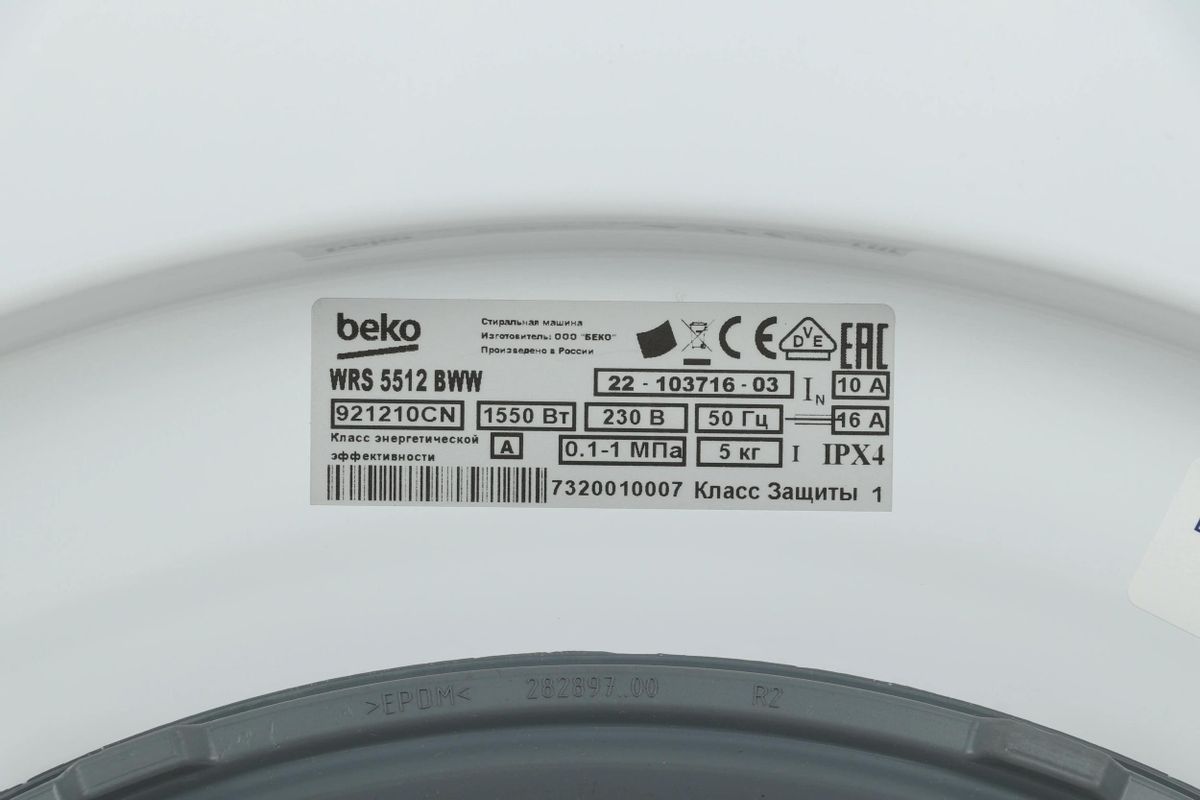 beko
Стиральная машина
Изготовитель: ООО "БЕКО"
Произведено в России
CE
DVE
EAC
WRS 5512 BWW
22 - 103716 - 03
IN
10 A
921210CN
1550 Вт
230 В
50 Гц
16 A
Класс энергетической
эффективности
A
0.1-1 МПа
5 кг
I
IPX4
7320010007
Класс Защиты 1
>EPDM<
282897..00
R2